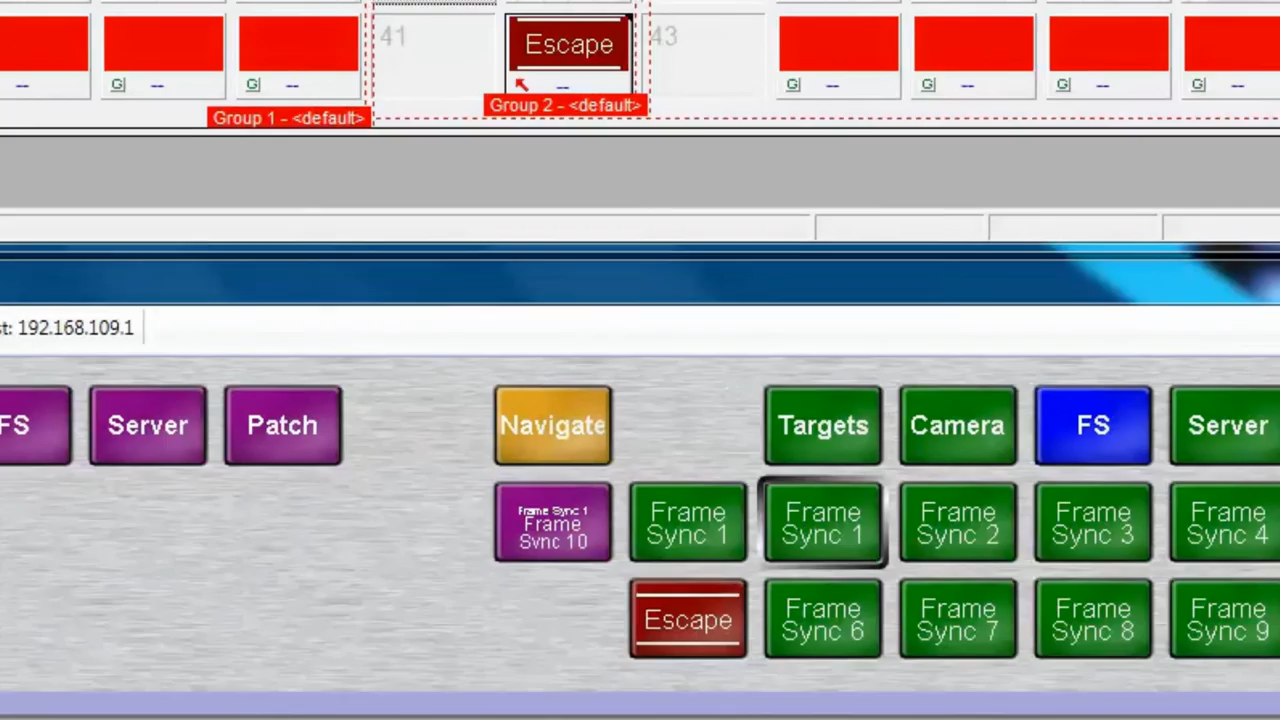 41
Escape
43
--
G --
G --
--
G --
G --
G --
G --
Group 1 - <default>
Group 2 - <default>
st: 192.168.109.1
FS
Server
Patch
Navigate
Targets
Camera
FS
Server
Frame Sync 1
Frame
Sync 10
Frame
Sync 1
Frame
Sync 1
Frame
Sync 2
Frame
Sync 3
Frame
Sync 4
Escape
Frame
Sync 6
Frame
Sync 7
Frame
Sync 8
Frame
Sync 9